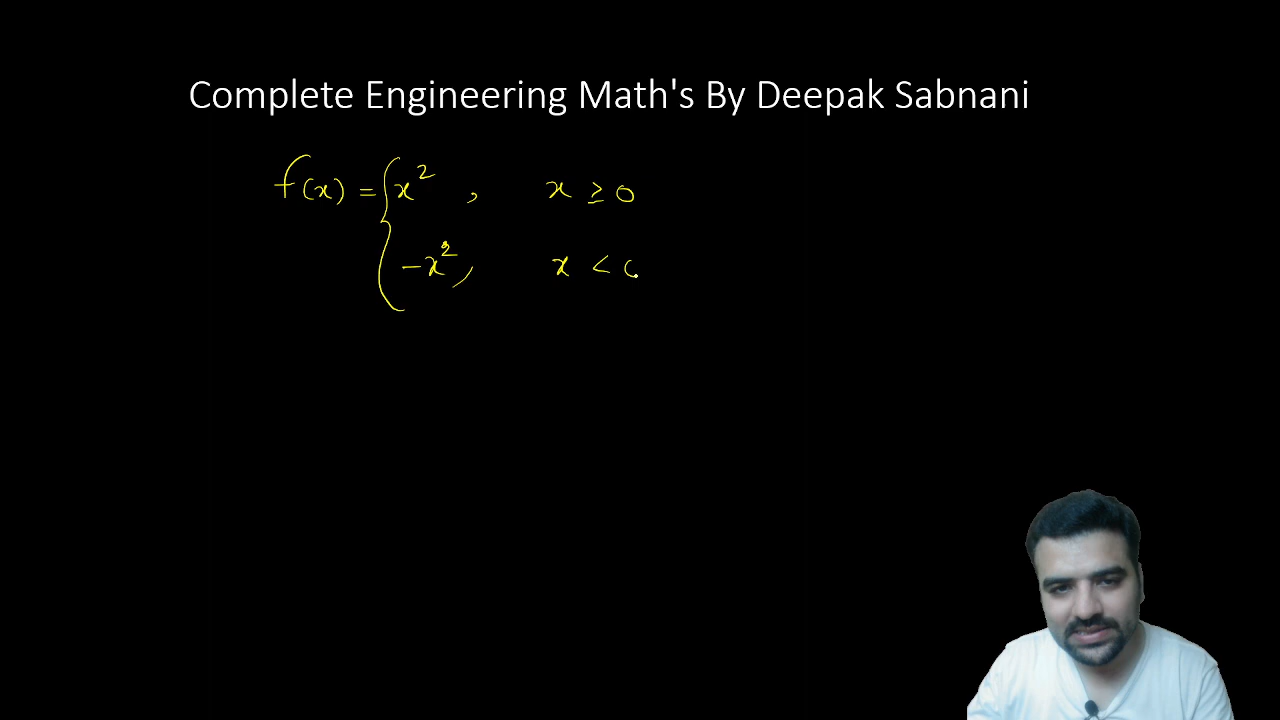 Complete Engineering Math's By Deepak Sabnani
f(x) = { x² , x ≥ 0
-x² , x < 0